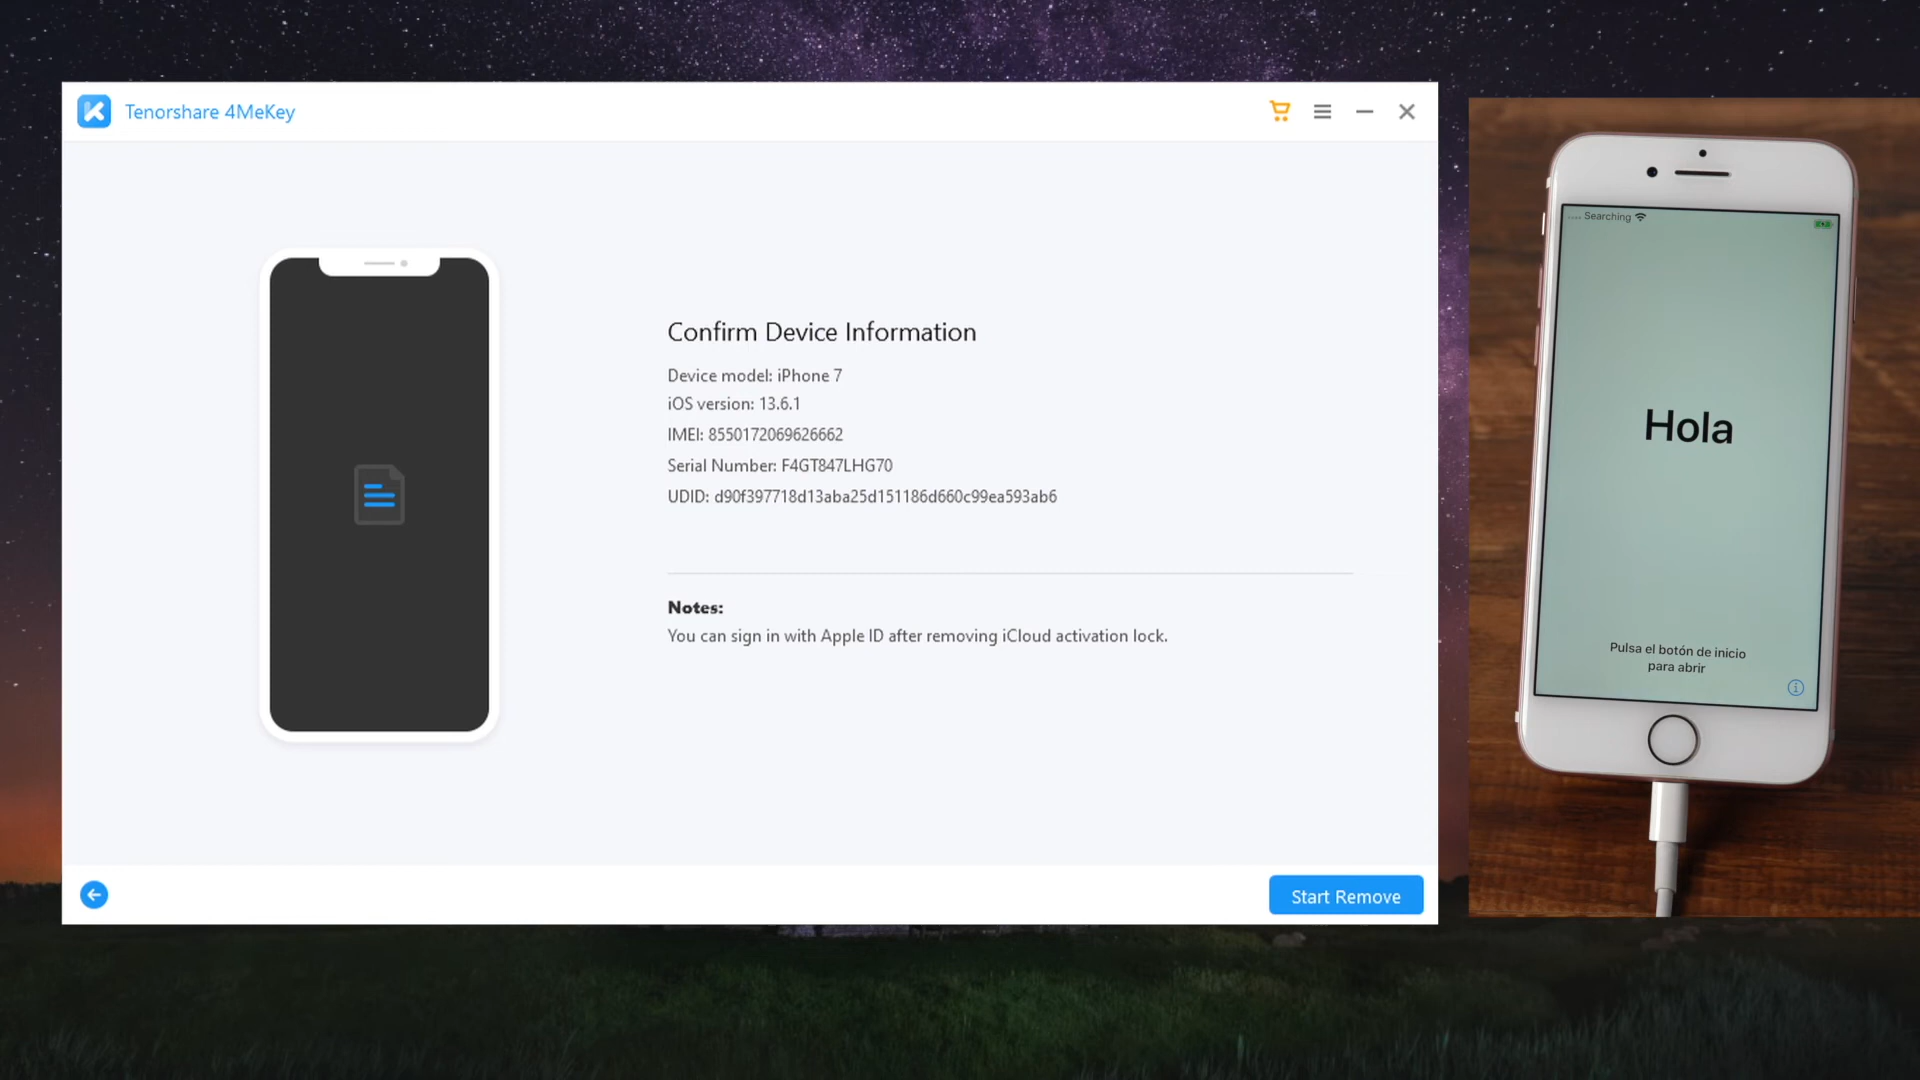 Tenorshare 4MeKey
Confirm Device Information
Device model: iPhone 7
iOS version: 13.6.1
IMEI: 8550172069626662
Serial Number: F4GT847LHG70
UDID: d90f397718d13aba25d151186d660c99ea593ab6
Notes:
You can sign in with Apple ID after removing iCloud activation lock.
Start Remove
Searching
Hola
Pulsa el botón de inicio
para abrir